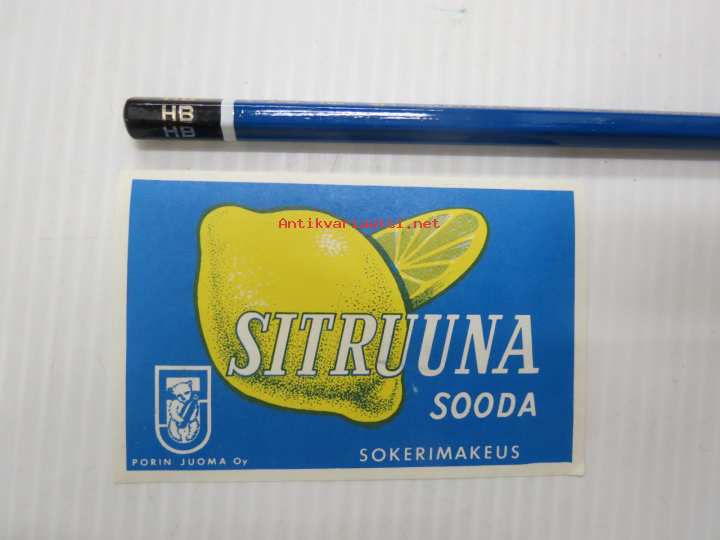 HB
HB
Antikvariaatti.net
SITRUUNA
SOODA
SOKERIMAKEUS
PORIN JUOMA Oy